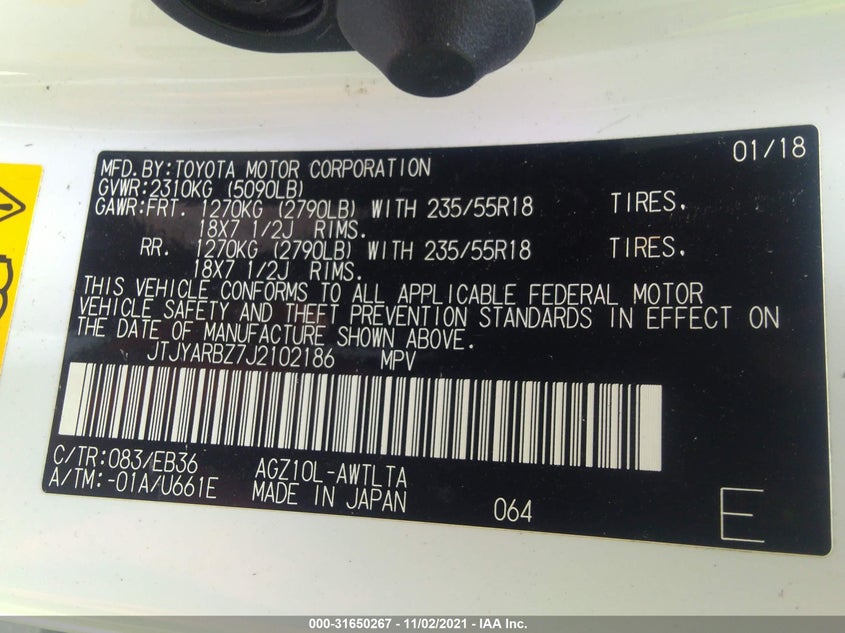 01/18
MFD.BY:TOYOTA MOTOR CORPORATION
GVWR:2310KG (5090LB)
GAWR:FRT. 1270KG (2790LB) WITH 235/55R18 TIRES.
18X7 1/2J RIMS.
RR. 1270KG (2790LB) WITH 235/55R18 TIRES.
18X7 1/2J RIMS.
THIS VEHICLE CONFORMS TO ALL APPLICABLE FEDERAL MOTOR
VEHICLE SAFETY AND THEFT PREVENTION STANDARDS IN EFFECT ON
THE DATE OF MANUFACTURE SHOWN ABOVE.
JTJYARBZ7J2102186 MPV
C/TR:083/EB36 AGZ10L-AWTLTA
A/TM:-01A/U661E MADE IN JAPAN 064 E
000-31650267 - 11/02/2021 - IAA Inc.